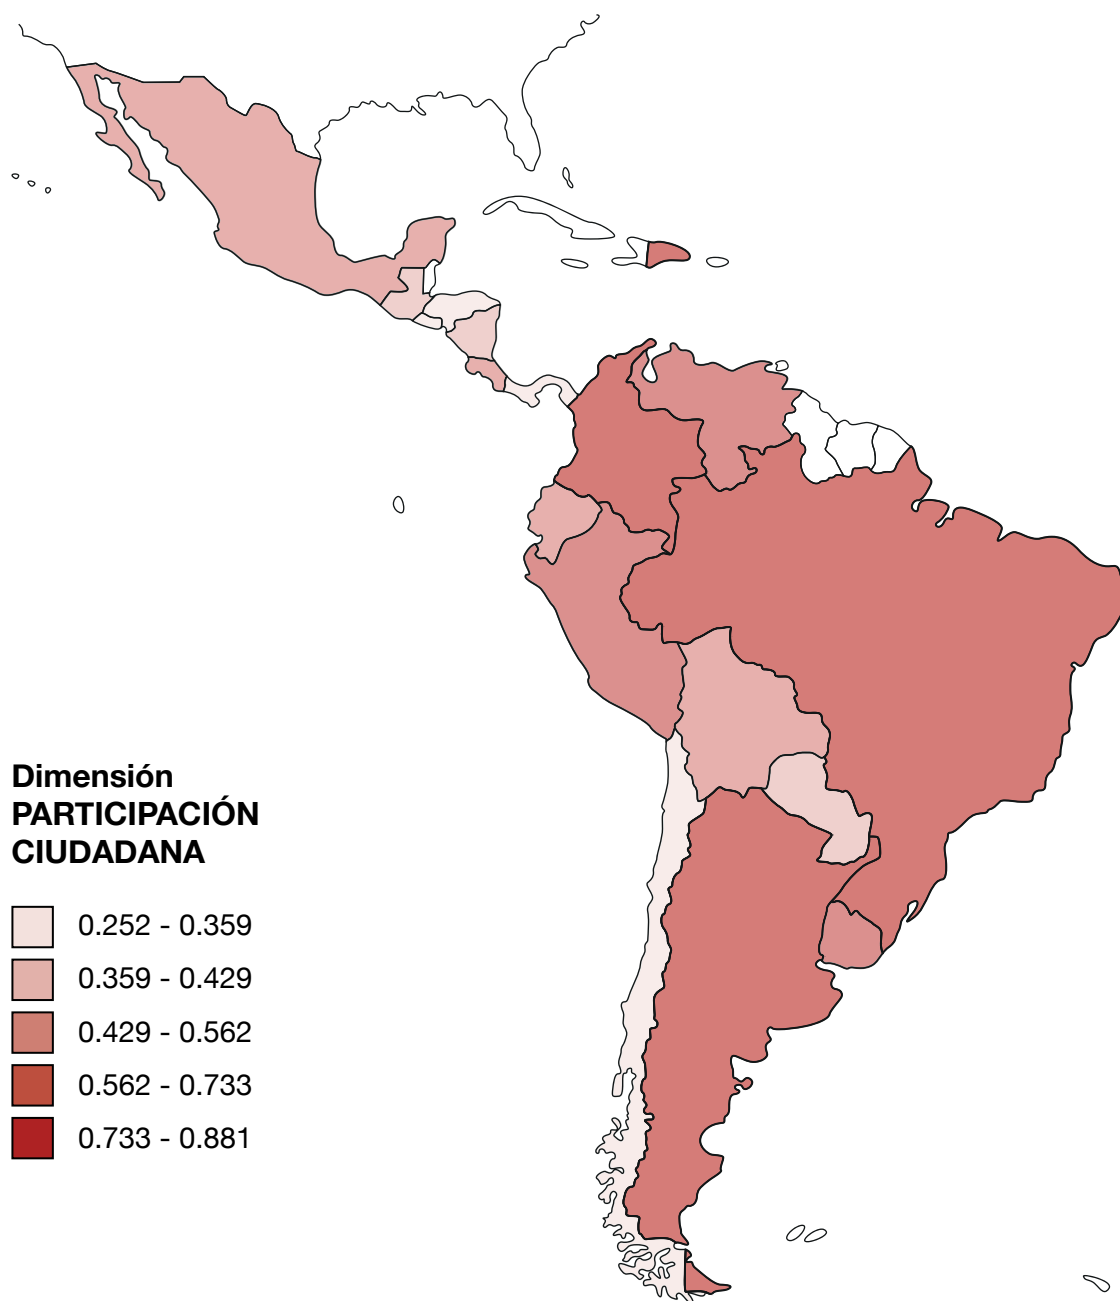 Dimensión
PARTICIPACIÓN
CIUDADANA
0.252 - 0.359
0.359 - 0.429
0.429 - 0.562
0.562 - 0.733
0.733 - 0.881